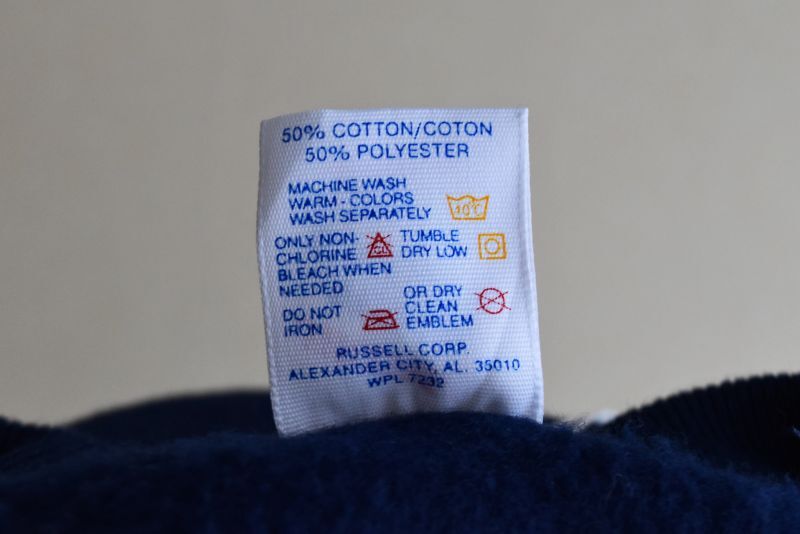 50% COTTON/COTON
50% POLYESTER
MACHINE WASH
WARM - COLORS
WASH SEPARATELY
ONLY NON-
CHLORINE
BLEACH WHEN
NEEDED
CL
TUMBLE
DRY LOW
DO NOT
IRON
OR DRY
CLEAN
EMBLEM
RUSSELL CORP.
ALEXANDER CITY, AL. 35010
WPL 7232